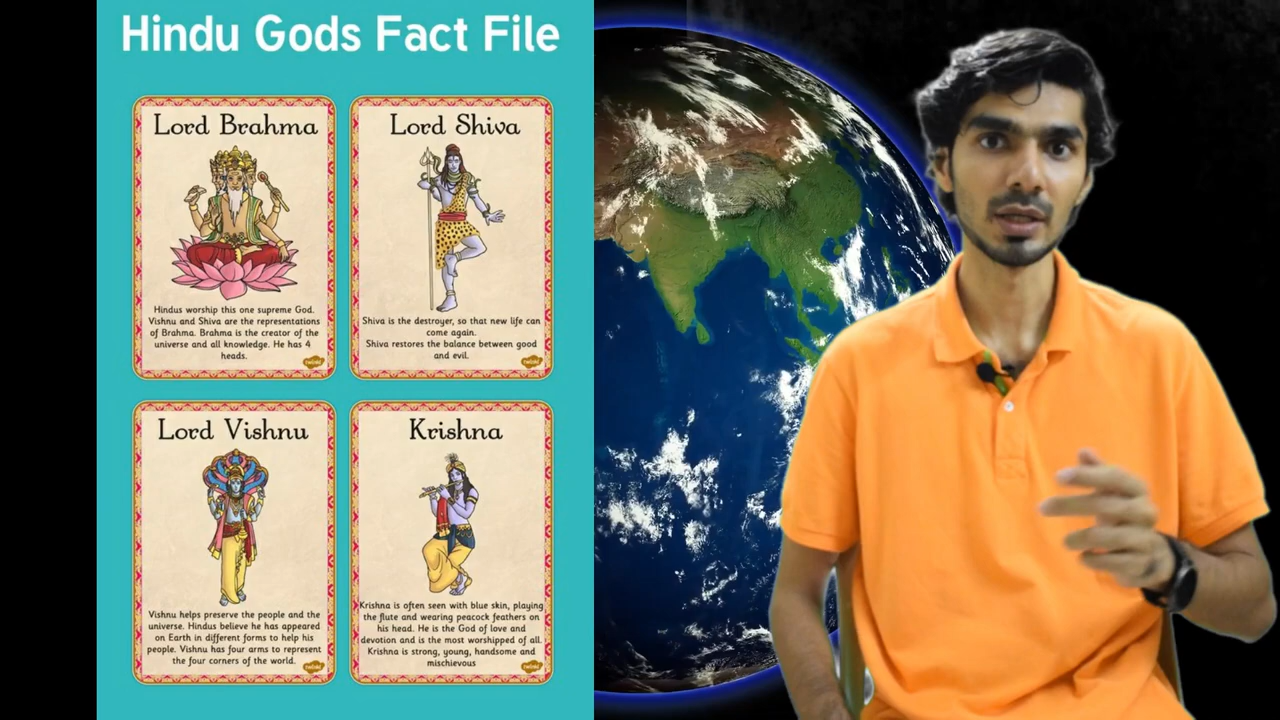 Hindu Gods Fact File
Lord Brahma
Hindus worship this one supreme God.
Vishnu and Shiva are the representations
of Brahma. Brahma is the creator of the
universe and all knowledge. He has 4
heads.
twinkl
Lord Shiva
Shiva is the destroyer, so that new life can
come again.
Shiva restores the balance between good
and evil.
twinkl
Lord Vishnu
Vishnu helps preserve the people and the
universe. Hindus believe he has appeared
on Earth in different forms to help his
people. Vishnu has four arms to represent
the four corners of the world.
twinkl
Krishna
Krishna is often seen with blue skin, playing
the flute and wearing peacock feathers on
his head. He is the God of love and
devotion and is the most worshipped of all.
Krishna is strong, young, handsome and
mischievous
twinkl